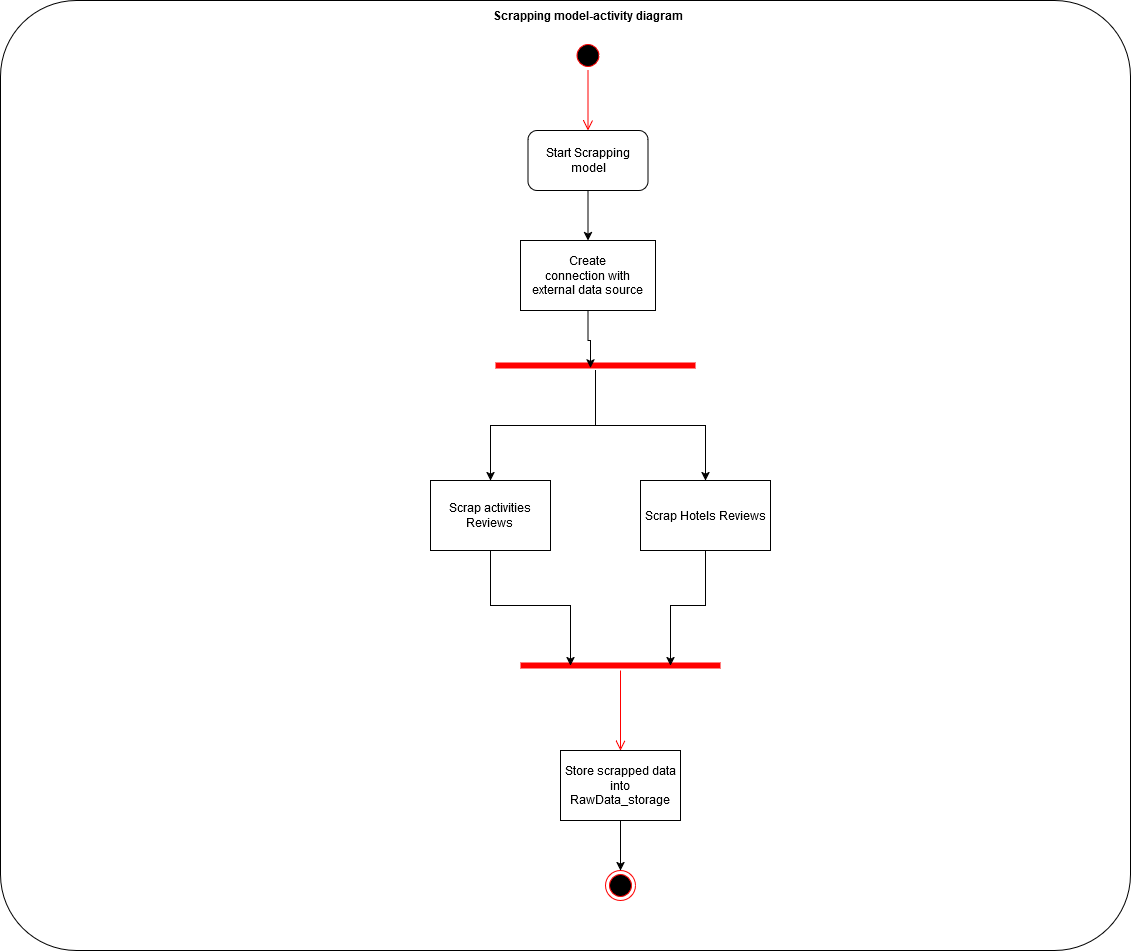 Scrapping model-activity diagram
Start Scrapping
model
Create
connection with
external data source
Scrap activities
Reviews
Scrap Hotels Reviews
Store scrapped data
into
RawData_storage